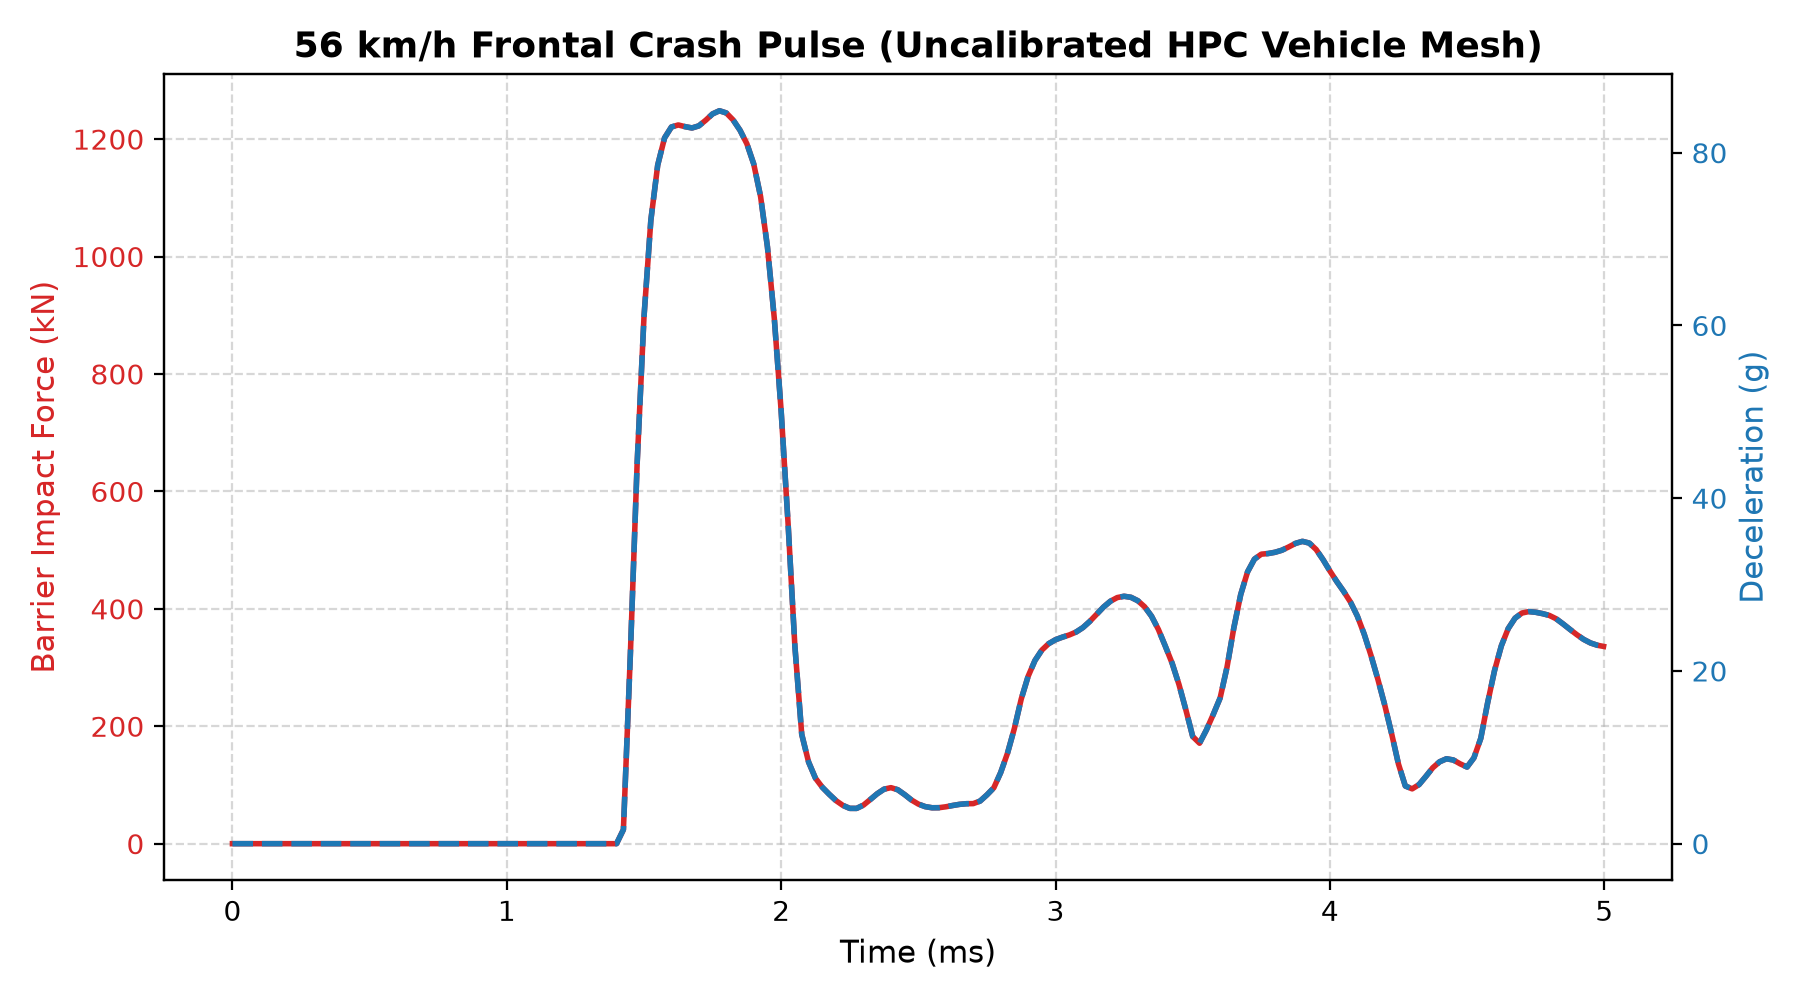 56 km/h Frontal Crash Pulse (Uncalibrated HPC Vehicle Mesh)
Barrier Impact Force (kN)
1200
1000
800
600
400
200
0
80
60
40
20
0
Deceleration (g)
0 1 2 3 4 5
Time (ms)